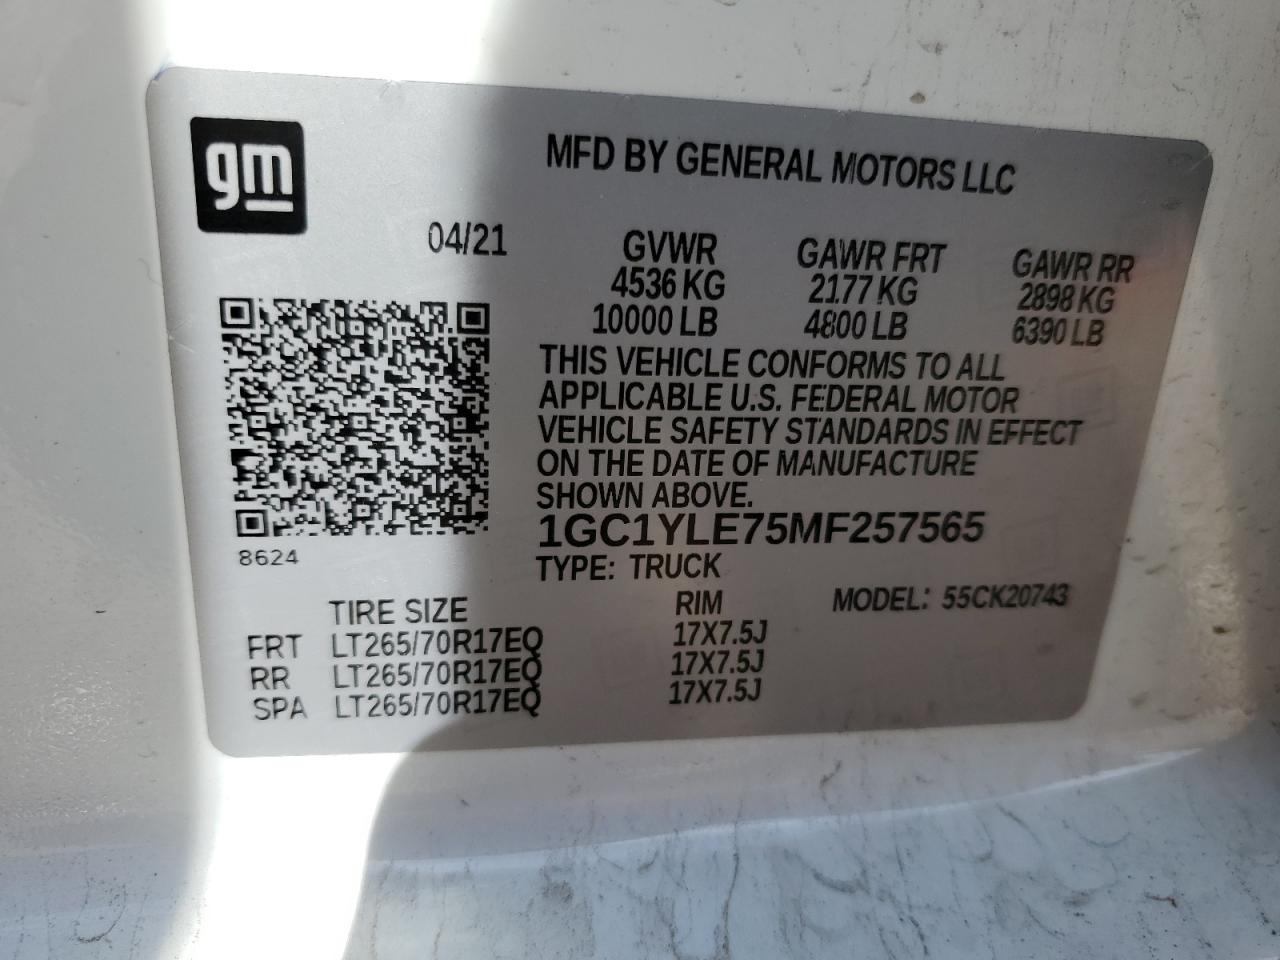 gm
MFD BY GENERAL MOTORS LLC
04/21
GVWR GAWR FRT GAWR RR
4536 KG 2177 KG 2898 KG
10000 LB 4800 LB 6390 LB
THIS VEHICLE CONFORMS TO ALL
APPLICABLE U.S. FEDERAL MOTOR
VEHICLE SAFETY STANDARDS IN EFFECT
ON THE DATE OF MANUFACTURE
SHOWN ABOVE.
1GC1YLE75MF257565
8624
TYPE: TRUCK
MODEL: 55CK20743
TIRE SIZE RIM
FRT LT265/70R17EQ 17X7.5J
RR LT265/70R17EQ 17X7.5J
SPA LT265/70R17EQ 17X7.5J